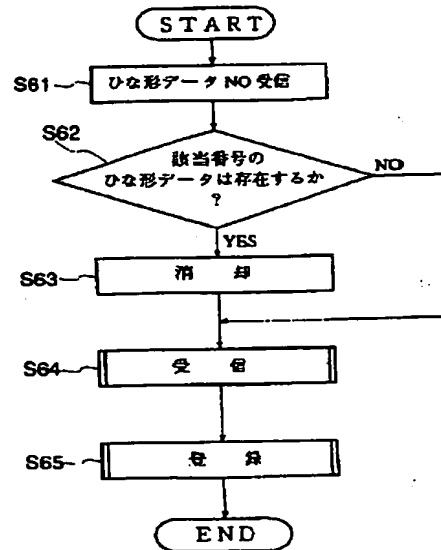 START
S61 ひな形データNO受信
S62
該当番号の
ひな形データは存在するか
?
NO
YES
S63 消却
S64 受信
S65 登録
END